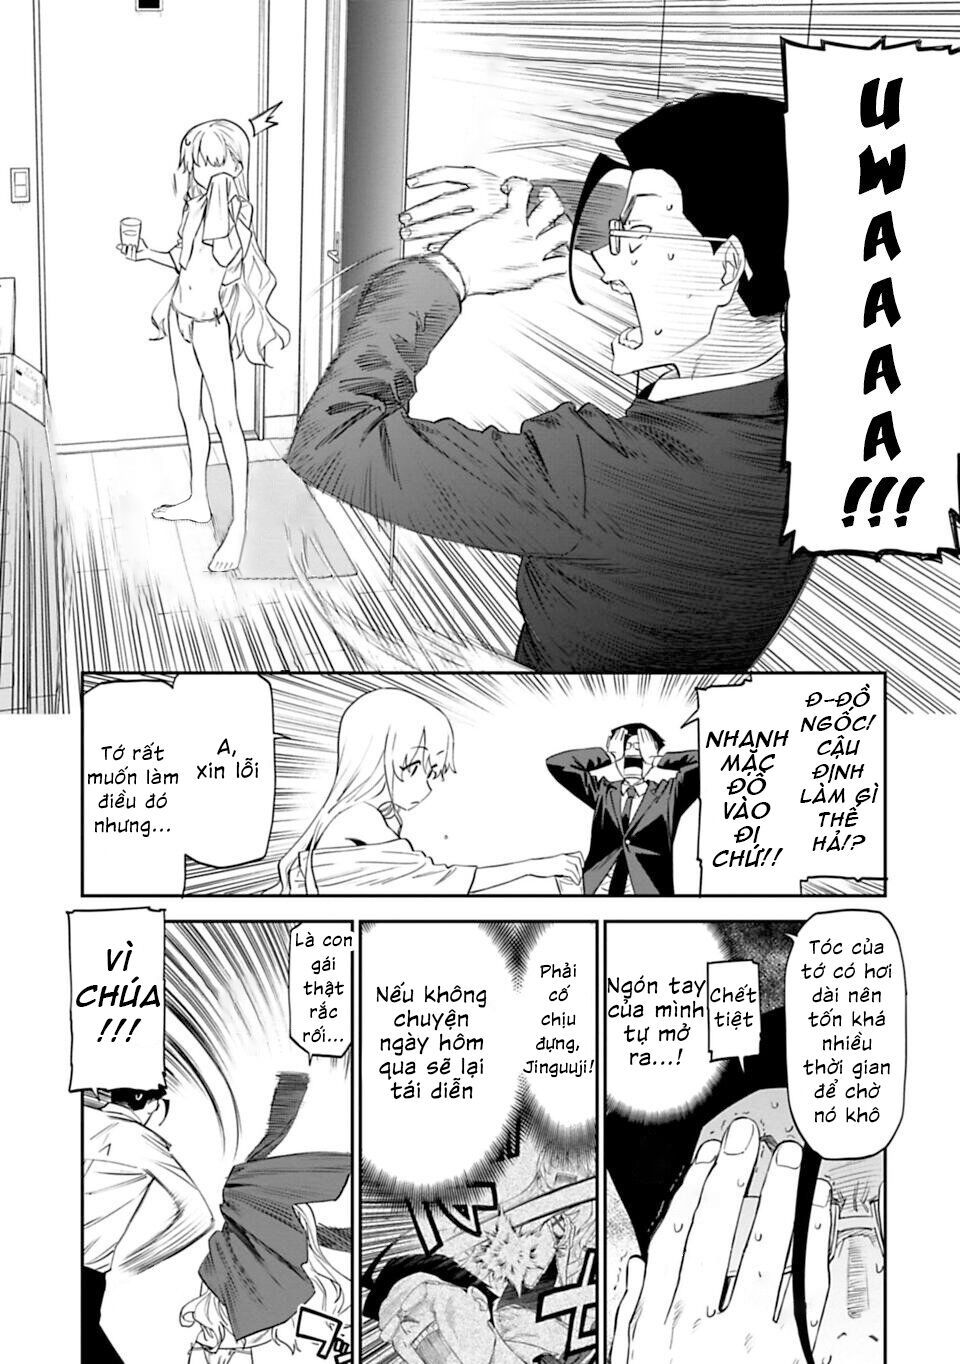 UWAAAA!!!
Đ-ĐỒ
NGỐC!
CẬU
ĐỊNH
LÀM GÌ
THẾ
HẢ!?
NHANH
MẶC
ĐỒ
VÀO
ĐI
CHỨ!!
A,
xin lỗi
Tớ rất
muốn làm
điều đó
nhưng...
Tóc của
tớ có hơi
dài nên
tốn khá
nhiều
thời gian
để chờ
nó khô
Chết
tiệt
Ngón tay
của mình
tự mở
ra...!
Phải
cố
chịu
đựng,
Jinguuji!
Nếu không
chuyện
ngày hôm
qua sẽ lại
tái diễn
Là con
gái
thật
rắc
rối...
VÌ
CHÚA
!!!